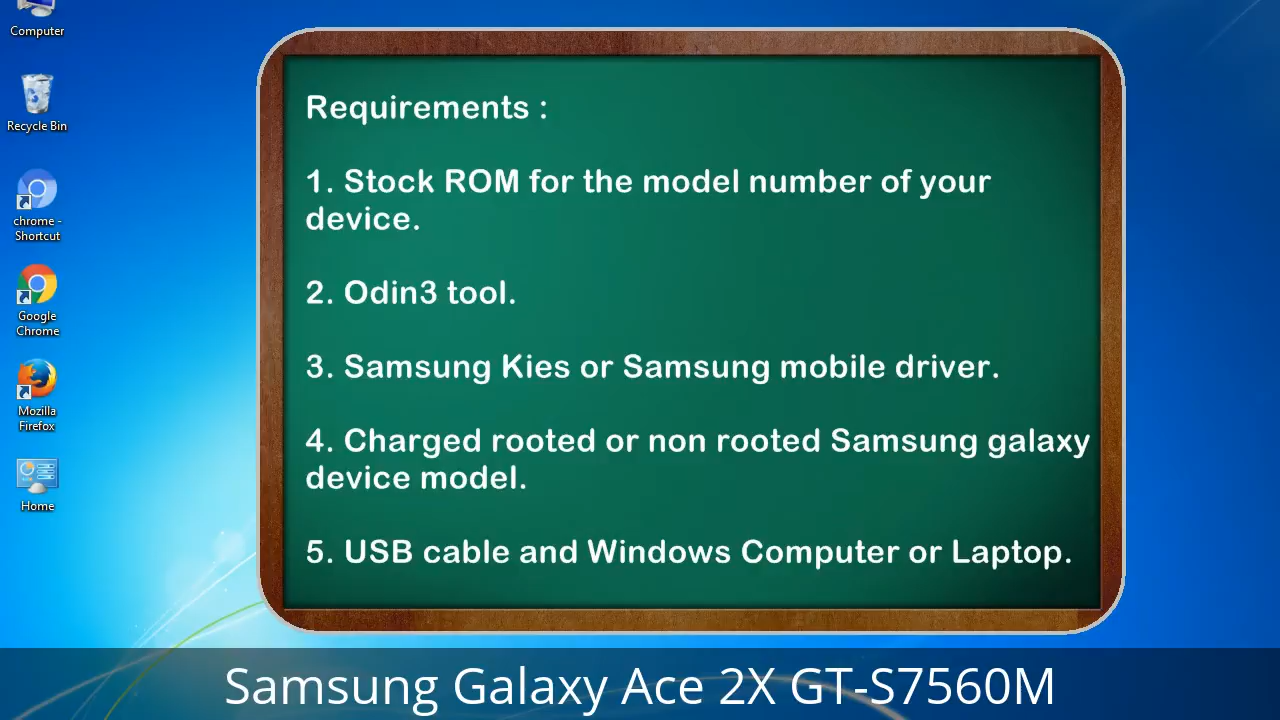 Computer
Recycle Bin
chrome -
Shortcut
Google
Chrome
Mozilla
Firefox
Home
Requirements :
1. Stock ROM for the model number of your
device.
2. Odin3 tool.
3. Samsung Kies or Samsung mobile driver.
4. Charged rooted or non rooted Samsung galaxy
device model.
5. USB cable and Windows Computer or Laptop.
Samsung Galaxy Ace 2X GT-S7560M